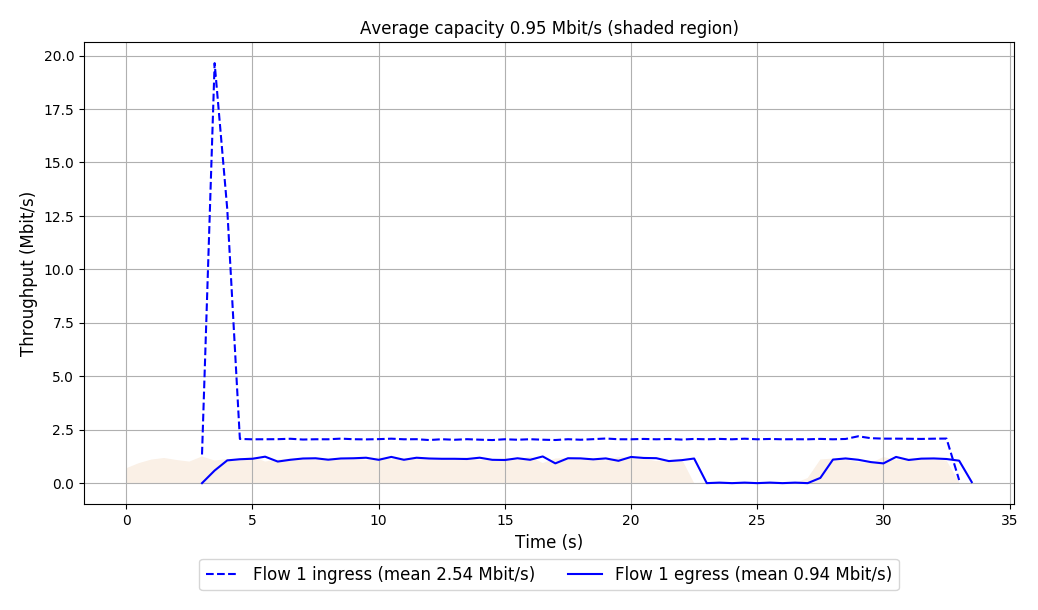 Average capacity 0.95 Mbit/s (shaded region)
20.0
17.5
15.0
12.5
10.0
7.5
5.0
2.5
0.0
Throughput (Mbit/s)
0 5 10 15 20 25 30 35
Time (s)
Flow 1 ingress (mean 2.54 Mbit/s) Flow 1 egress (mean 0.94 Mbit/s)